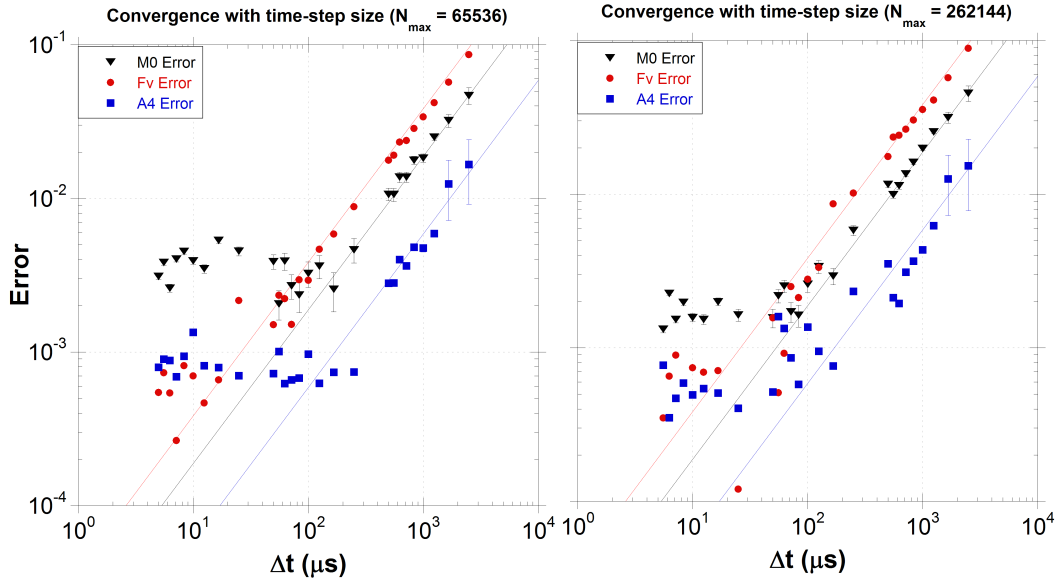 Convergence with time-step size (N_max = 65536)
M0 Error
Fv Error
A4 Error
10^-1
10^-2
10^-3
10^-4
Error
10^0 10^1 10^2 10^3 10^4
Δt (μs)
Convergence with time-step size (N_max = 262144)
M0 Error
Fv Error
A4 Error
10^0 10^1 10^2 10^3 10^4
Δt (μs)